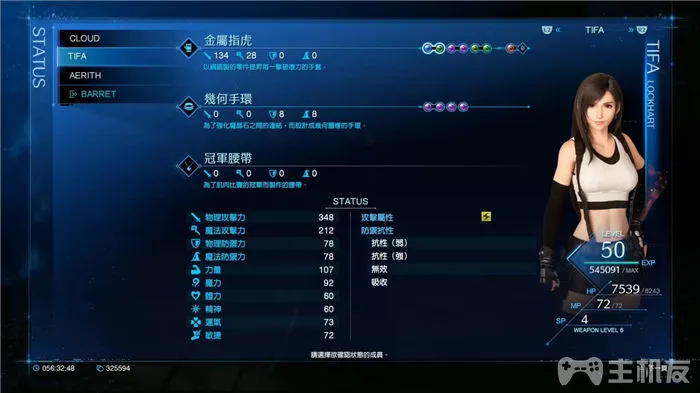 STATUS
CLOUD
TIFA
AERITH
BARRET
金屬指虎
134 28 0 0
以鋼鐵製的零件提昇每一擊破壞力的手套。
幾何手環
0 0 8 8
為了強化魔晶石之間的連結，而設計成幾何圖樣的手環。
冠軍腰帶
0 0 0 0
為了肌肉比賽的冠軍而製作的腰帶。
L2 TIFA R2
TIFA LOCKHART
STATUS
物理攻擊力 348
魔法攻擊力 212
物理防禦力 78
魔法防禦力 78
力量 107
魔力 92
體力 60
精神 60
運氣 73
敏捷 72
攻擊屬性
防禦抗性
抗性（弱）
抗性（強）
無效
吸收
LEVEL
50
EXP
545091/MAX
HP 7539/8243
MP 72/72
SP 4
WEAPON LEVEL 6
請選擇欲確認狀態的成員。
056:32:48 325594
下一頁
主机友